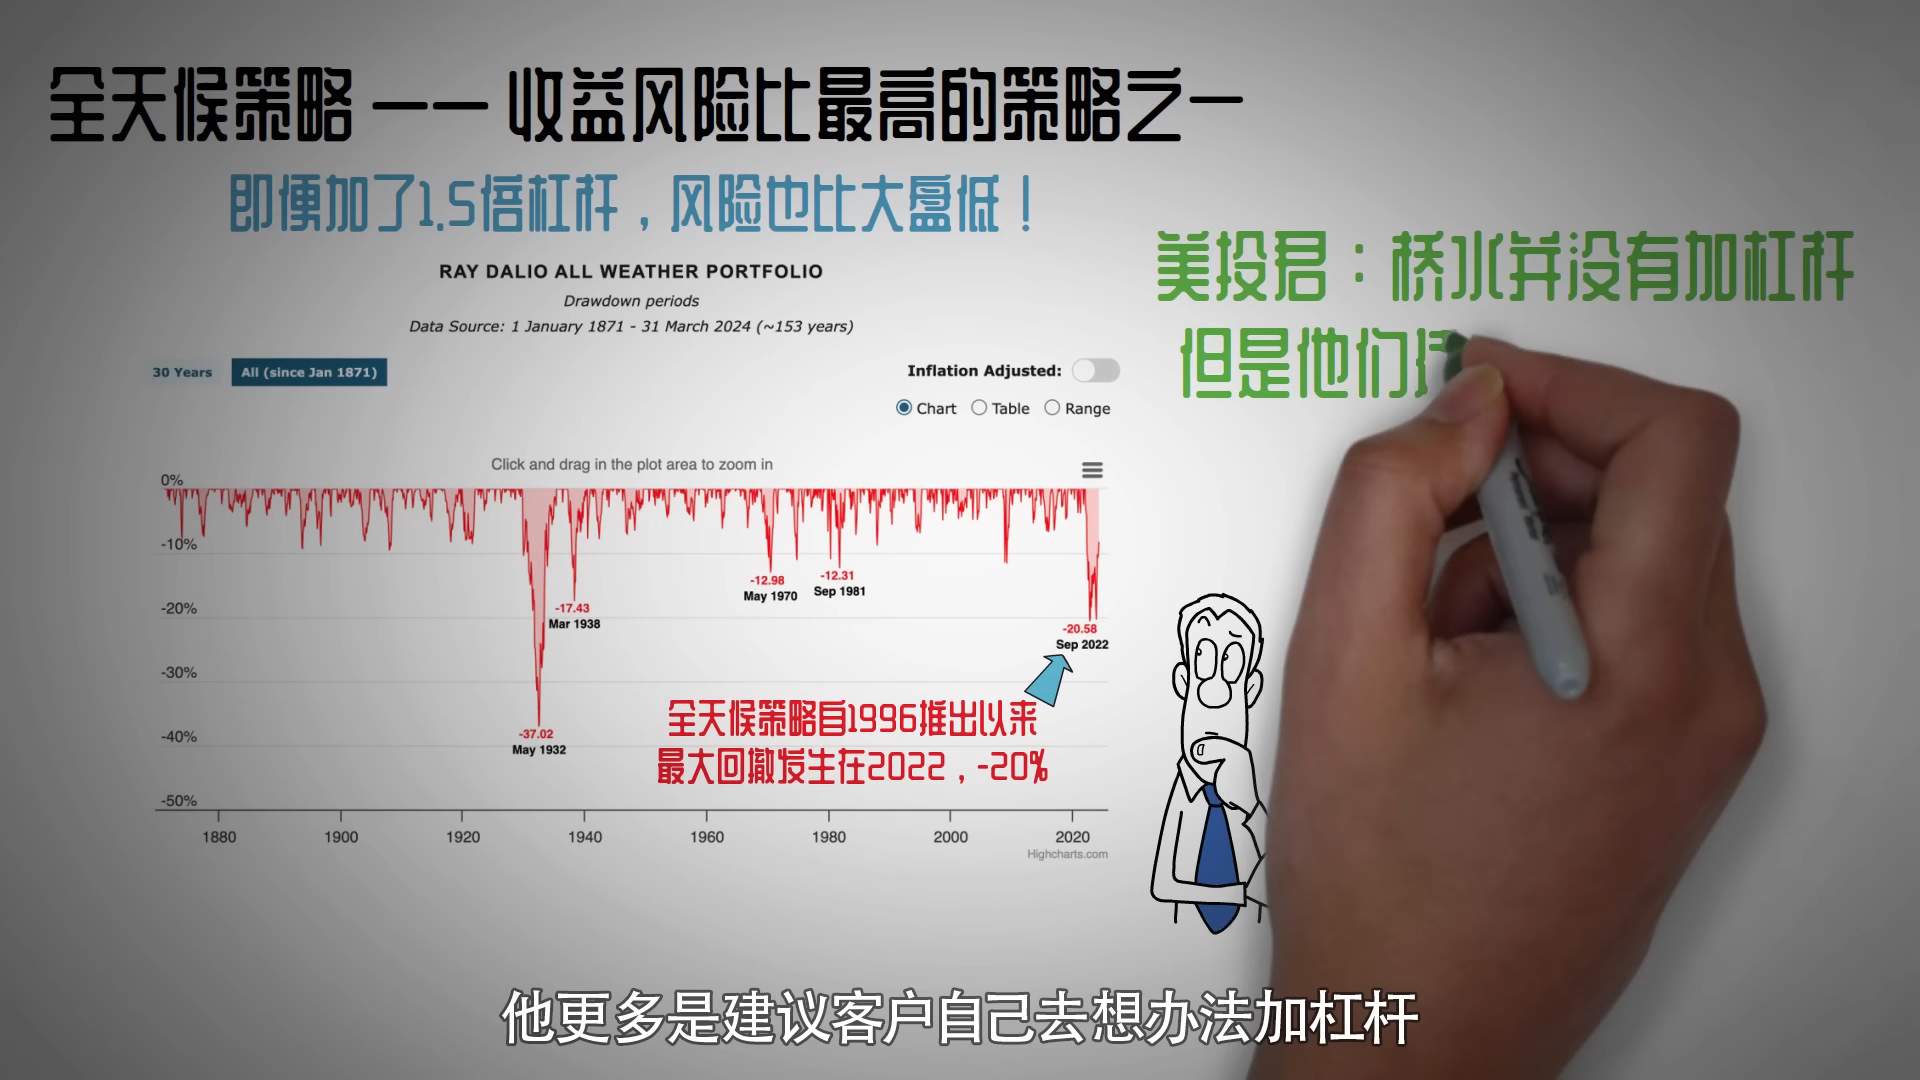 全天候策略 —— 收益风险比最高的策略之一
即便加了1.5倍杠杆，风险也比大盘低！
美投君：桥水并没有加杠杆
但是他们
RAY DALIO ALL WEATHER PORTFOLIO
Drawdown periods
Data Source: 1 January 1871 - 31 March 2024 (~153 years)
30 Years
All (since Jan 1871)
Inflation Adjusted:
Chart Table Range
Click and drag in the plot area to zoom in
0%
-10%
-20%
-30%
-40%
-50%
-37.02
May 1932
-17.43
Mar 1938
-12.98
May 1970
-12.31
Sep 1981
-20.58
Sep 2022
全天候策略自1996推出以来
最大回撤发生在2022，-20%
1880 1900 1920 1940 1960 1980 2000 2020
Highcharts.com
他更多是建议客户自己去想办法加杠杆